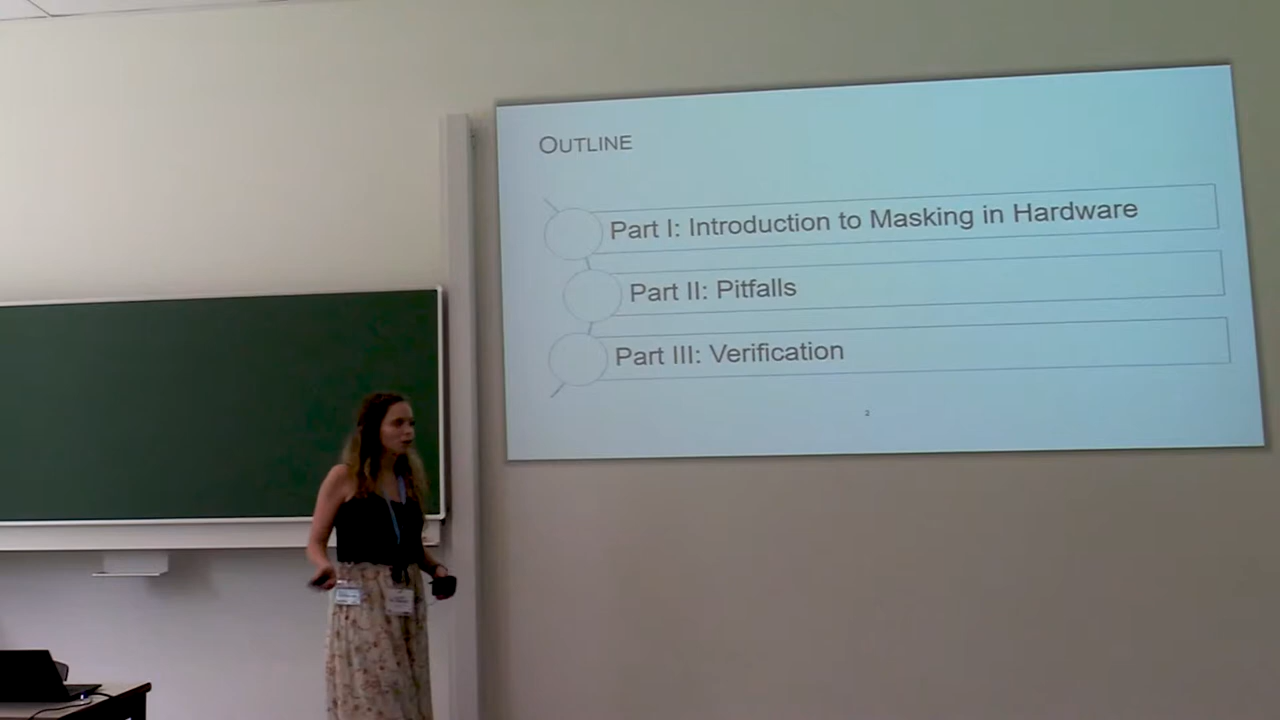 OUTLINE
Part I: Introduction to Masking in Hardware
Part II: Pitfalls
Part III: Verification
2